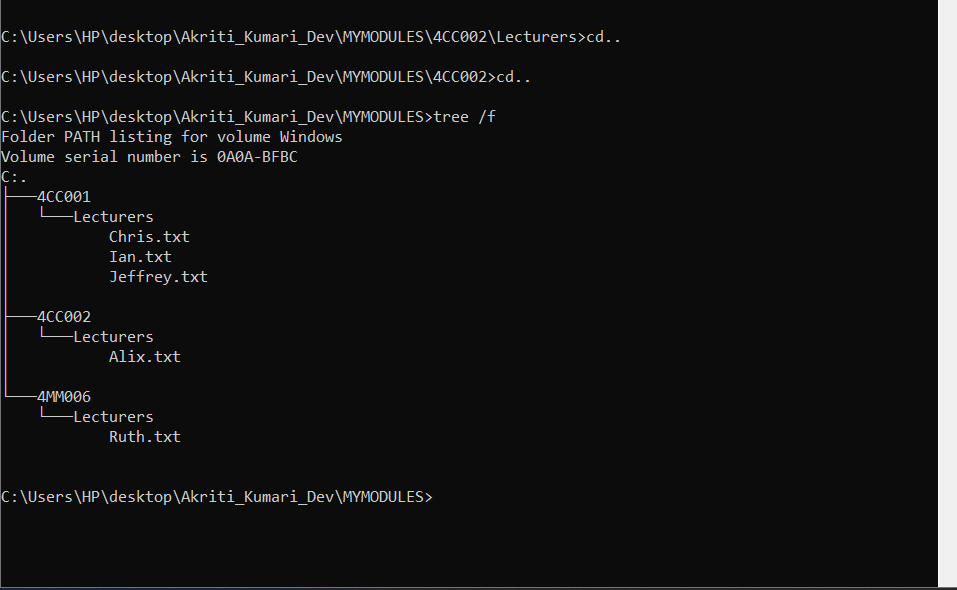 C:\Users\HP\desktop\Akriti_Kumari_Dev\MYMODULES\4CC002\Lecturers>cd..
C:\Users\HP\desktop\Akriti_Kumari_Dev\MYMODULES\4CC002>cd..
C:\Users\HP\desktop\Akriti_Kumari_Dev\MYMODULES>tree /f
Folder PATH listing for volume Windows
Volume serial number is 0A0A-BFBC
C:.
├───4CC001
│   └───Lecturers
│           Chris.txt
│           Ian.txt
│           Jeffrey.txt
│
├───4CC002
│   └───Lecturers
│           Alix.txt
│
└───4MM006
    └───Lecturers
            Ruth.txt
C:\Users\HP\desktop\Akriti_Kumari_Dev\MYMODULES>